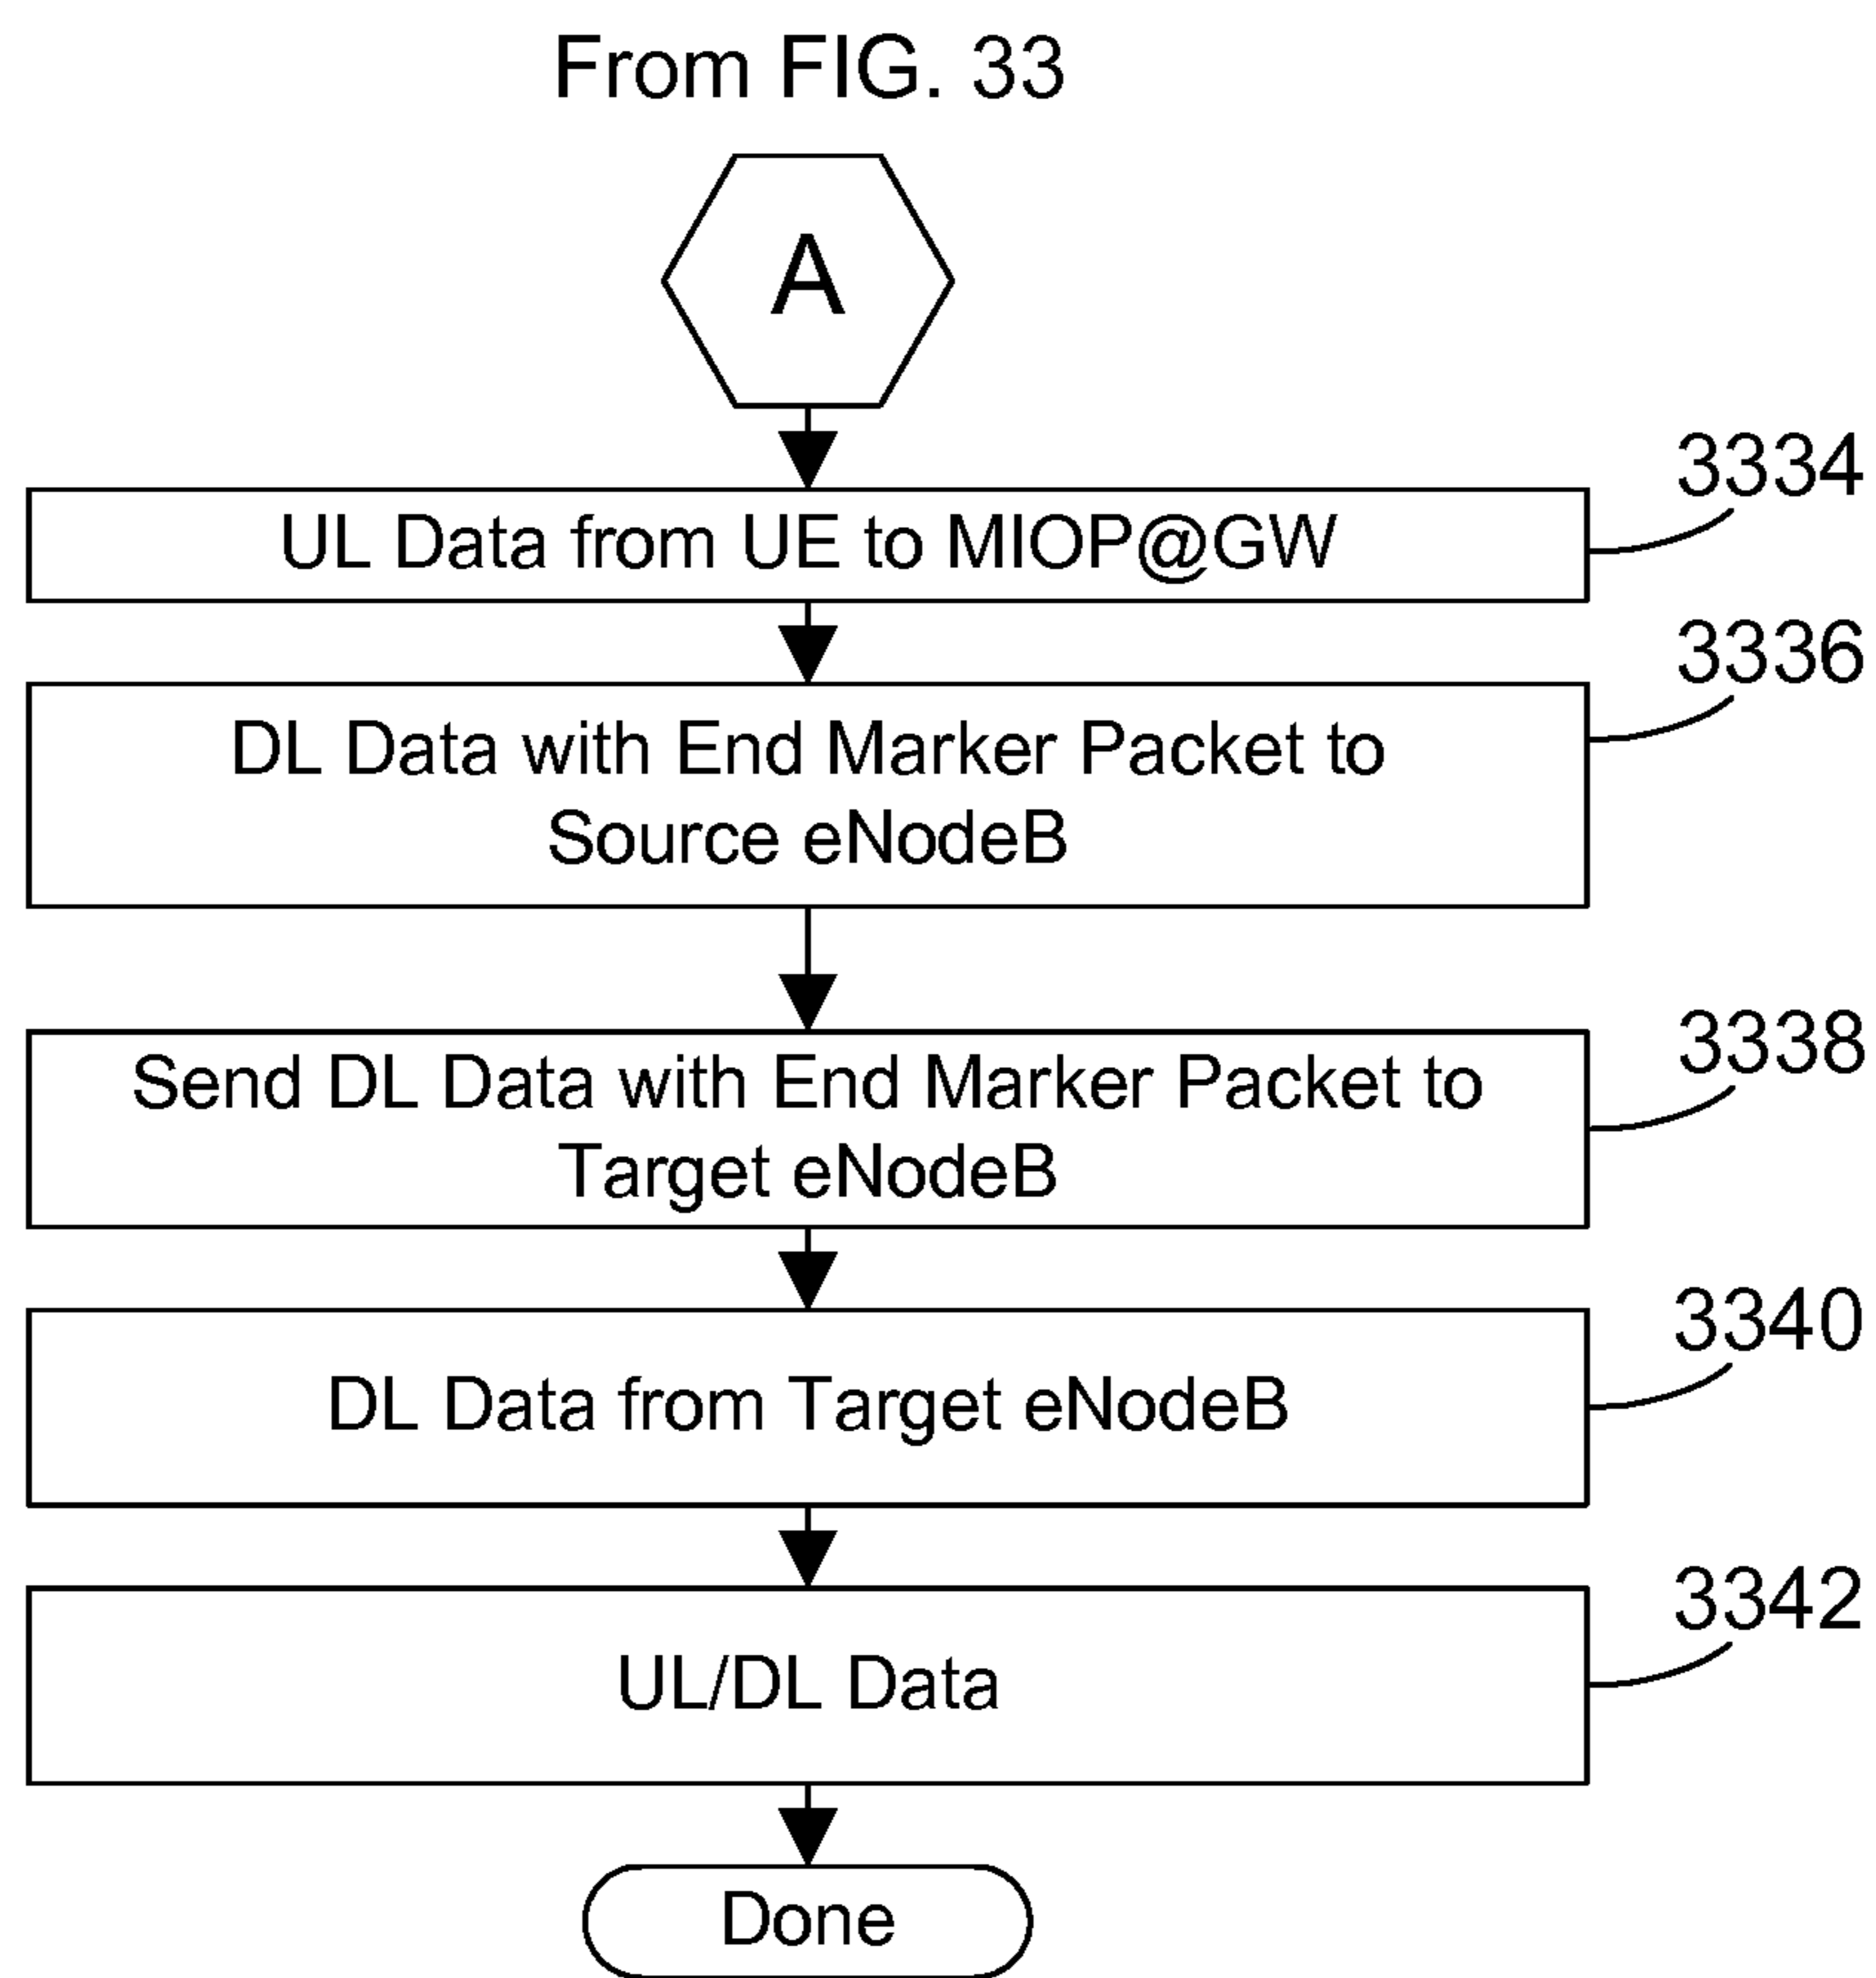 From FIG. 33
A
3334
UL Data from UE to MIOP@GW
3336
DL Data with End Marker Packet to
Source eNodeB
3338
Send DL Data with End Marker Packet to
Target eNodeB
3340
DL Data from Target eNodeB
3342
UL/DL Data
Done